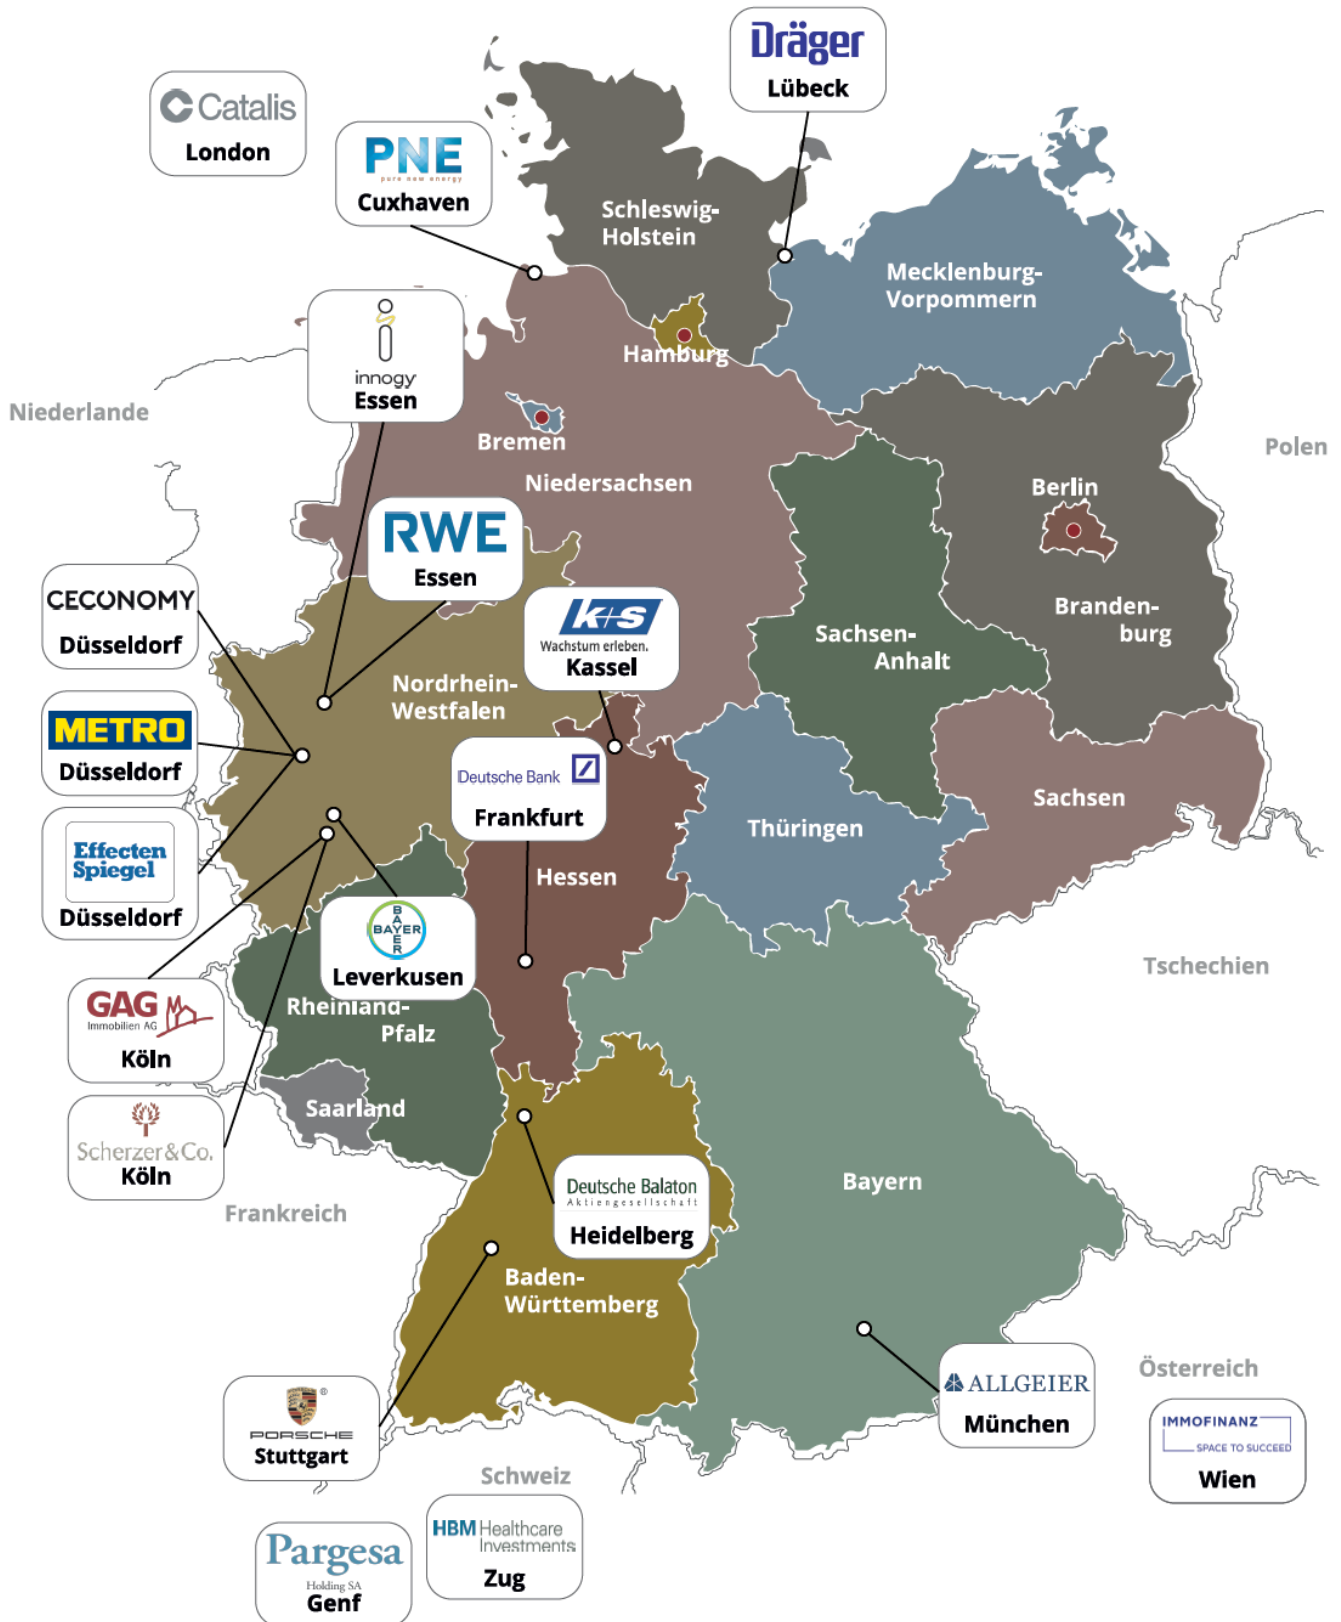 Dräger
Lübeck
Catalis
London
PNE
pure new energy
Cuxhaven
Schleswig-
Holstein
Mecklenburg-
Vorpommern
Hamburg
innogy
Essen
Niederlande
Bremen
Polen
Niedersachsen
Berlin
RWE
Essen
CECONOMY
Düsseldorf
k+s
Wachstum erleben.
Kassel
Branden-
burg
Sachsen-
Anhalt
Nordrhein-
Westfalen
METRO
Düsseldorf
Deutsche Bank
Frankfurt
Sachsen
Thüringen
Effecten
Spiegel
Düsseldorf
Hessen
BAYER
BAYER
Leverkusen
Tschechien
GAG
Immobilien AG
Köln
Rheinland-
Pfalz
Saarland
Scherzer&Co.
Köln
Frankreich
Deutsche Balaton
Aktiengesellschaft
Heidelberg
Bayern
Baden-
Württemberg
ALLGEIER
München
Österreich
PORSCHE
®
Stuttgart
IMMOFINANZ
SPACE TO SUCCEED
Wien
Schweiz
HBM Healthcare
Investments
Zug
Pargesa
Holding SA
Genf